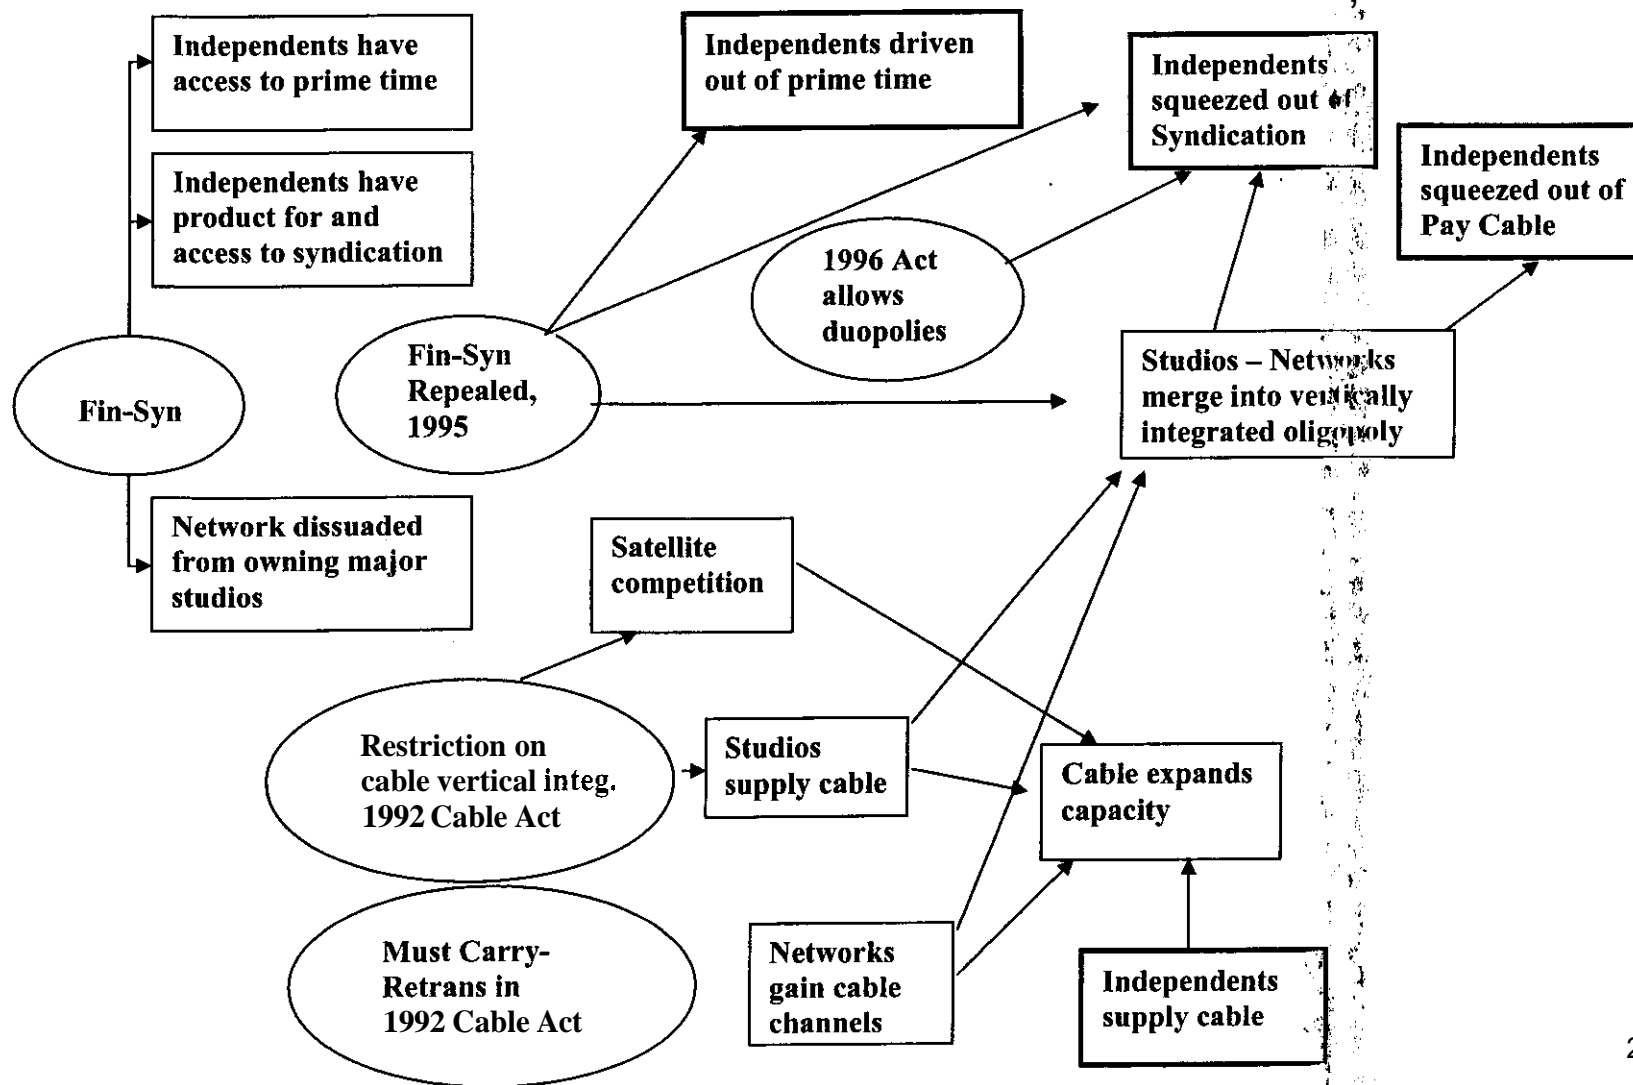 Independents have
access to prime time
Independents driven
out of prime time
Independents
squeezed out of
Syndication
Independents
squeezed out of
Pay Cable
Independents have
product for and
access to syndication
1996 Act
allows
duopolies
Fin-Syn
Fin-Syn
Repealed,
1995
Studios – Networks
merge into vertically
integrated oligopoly
Network dissuaded
from owning major
studios
Satellite
competition
Restriction on
cable vertical integ.
1992 Cable Act
Studios
supply cable
Cable expands
capacity
Must Carry-
Retrans in
1992 Cable Act
Networks
gain cable
channels
Independents
supply cable
2